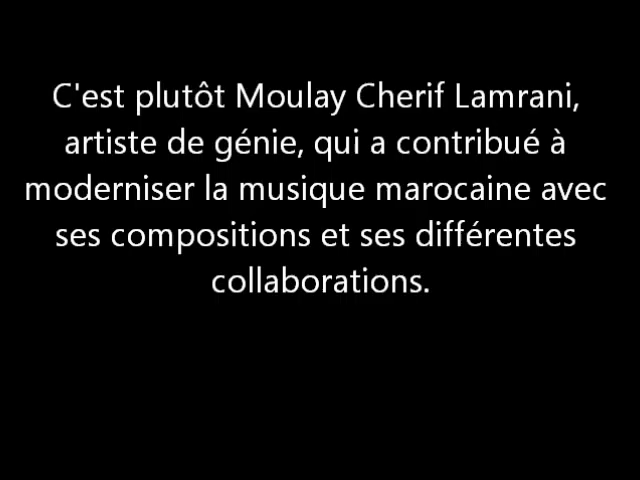 C'est plutôt Moulay Cherif Lamrani,
artiste de génie, qui a contribué à
moderniser la musique marocaine avec
ses compositions et ses différentes
collaborations.